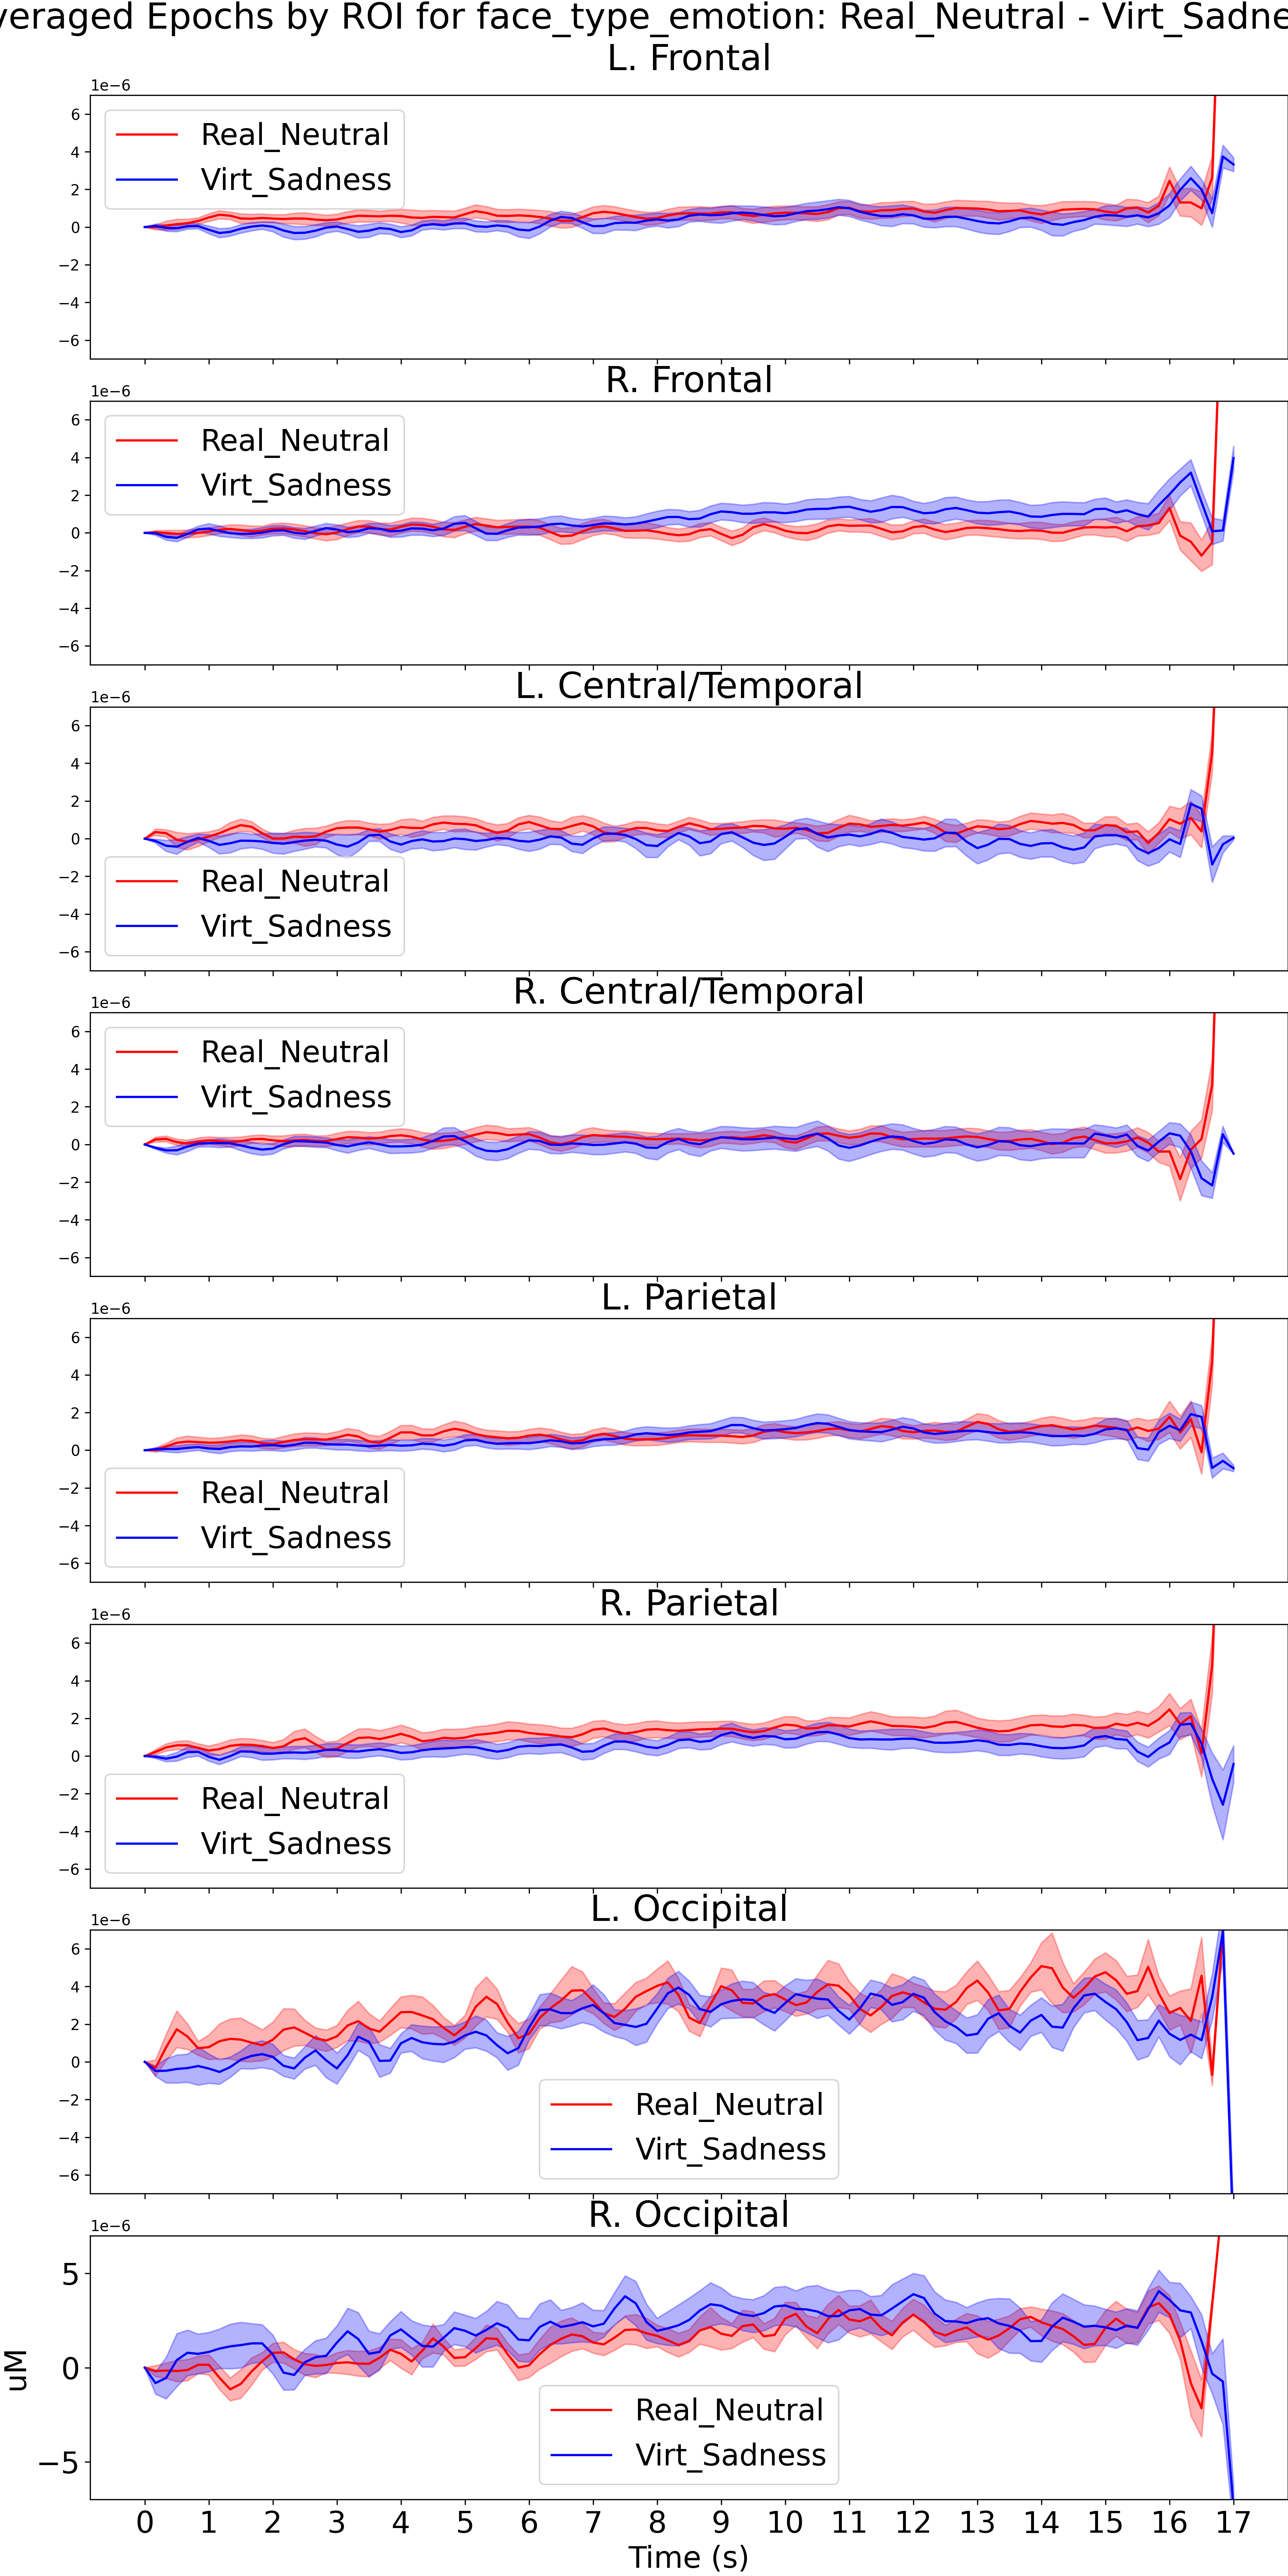 veraged Epochs by ROI for face_type_emotion: Real_Neutral - Virt_Sadne
L. Frontal
1e−6
6
4
2
0
−2
−4
−6
Real_Neutral
Virt_Sadness
R. Frontal
1e−6
6
4
2
0
−2
−4
−6
Real_Neutral
Virt_Sadness
L. Central/Temporal
1e−6
6
4
2
0
−2
−4
−6
Real_Neutral
Virt_Sadness
R. Central/Temporal
1e−6
6
4
2
0
−2
−4
−6
Real_Neutral
Virt_Sadness
L. Parietal
1e−6
6
4
2
0
−2
−4
−6
Real_Neutral
Virt_Sadness
R. Parietal
1e−6
6
4
2
0
−2
−4
−6
Real_Neutral
Virt_Sadness
L. Occipital
1e−6
6
4
2
0
−2
−4
−6
Real_Neutral
Virt_Sadness
R. Occipital
1e−6
5
0
−5
uM
Real_Neutral
Virt_Sadness
0 1 2 3 4 5 6 7 8 9 10 11 12 13 14 15 16 17
Time (s)